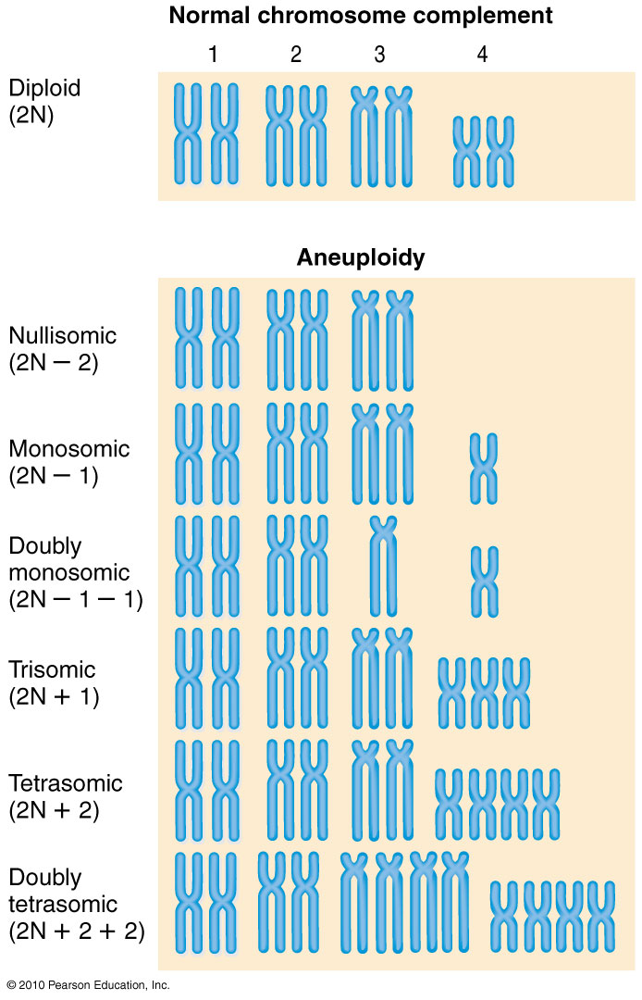 Normal chromosome complement
1 2 3 4
Diploid
(2N)
Aneuploidy
Nullisomic
(2N − 2)
Monosomic
(2N − 1)
Doubly
monosomic
(2N − 1 − 1)
Trisomic
(2N + 1)
Tetrasomic
(2N + 2)
Doubly
tetrasomic
(2N + 2 + 2)
© 2010 Pearson Education, Inc.